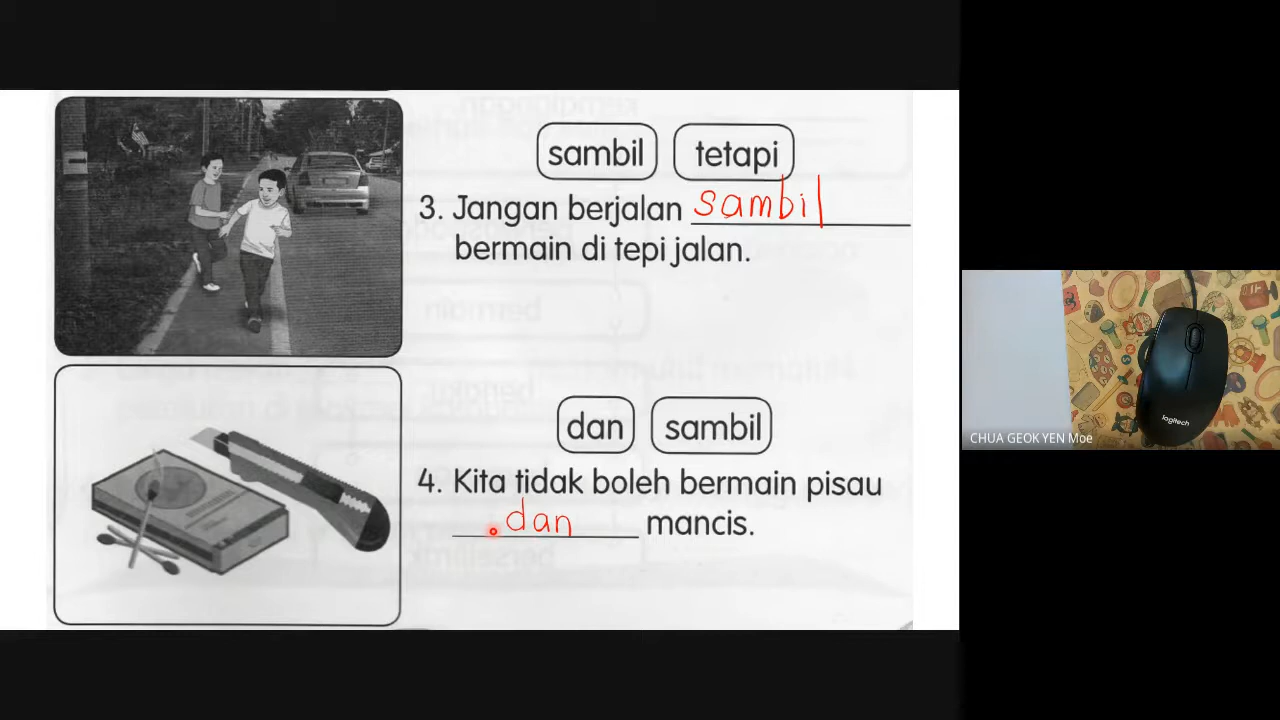 sambil tetapi
3. Jangan berjalan sambil
bermain di tepi jalan.
dan sambil
4. Kita tidak boleh bermain pisau
dan mancis.
logitech
CHUA GEOK YEN Moe